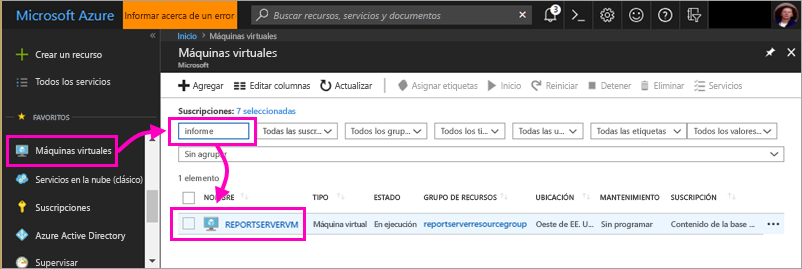 Microsoft Azure
Informar acerca de un error
Buscar recursos, servicios y documentos
3
Crear un recurso
Todos los servicios
FAVORITOS
Máquinas virtuales
Servicios en la nube (clásico)
Suscripciones
Azure Active Directory
Supervisar
Inicio > Máquinas virtuales
Máquinas virtuales
Microsoft
Agregar Editar columnas Actualizar Asignar etiquetas Inicio Reiniciar Detener Eliminar Servicios
Suscripciones: 7 seleccionadas
informe Todas las suscr... Todos los grup... Todos los ti... Todas las u... Todas las etiquetas Todos los valores...
Sin agrupar
1 elemento
NOMBRE TIPO ESTADO GRUPO DE RECURSOS UBICACIÓN MANTENIMIENTO SUSCRIPCIÓN
REPORTSERVERVM Máquina virtual En ejecución reportserverresourcegroup Oeste de EE. U... Sin programar Contenido de la base ...